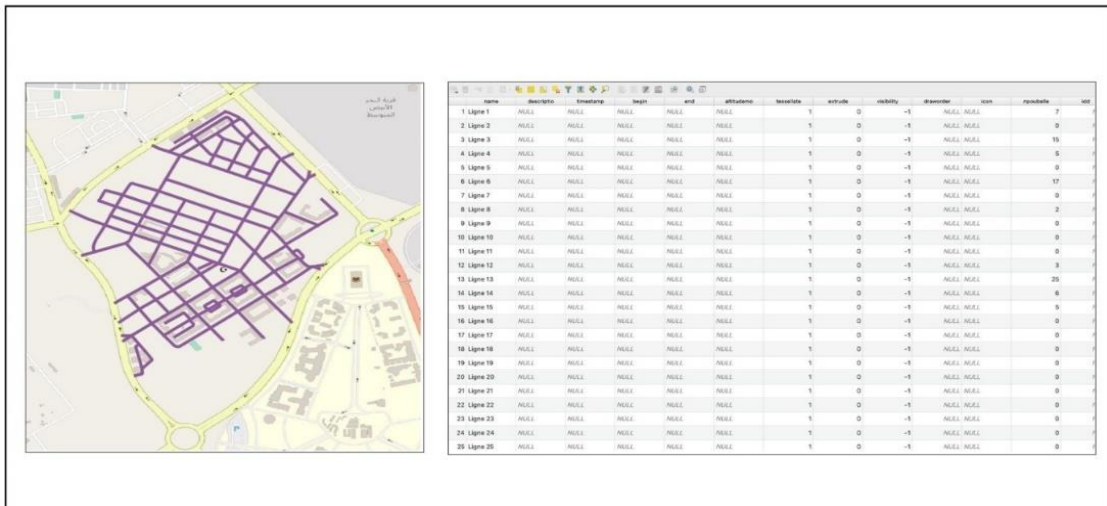 قرية البحر
الأبيض
المتوسط
G
P
name descriptio timestamp begin end altitudemo tessellate extrude visibility draworder icon npoubelle idd
1 Ligne 1 NULL NULL NULL NULL NULL 1 0 -1 NULL NULL 7
2 Ligne 2 NULL NULL NULL NULL NULL 1 0 -1 NULL NULL 0
3 Ligne 3 NULL NULL NULL NULL NULL 1 0 -1 NULL NULL 15
4 Ligne 4 NULL NULL NULL NULL NULL 1 0 -1 NULL NULL 5
5 Ligne 5 NULL NULL NULL NULL NULL 1 0 -1 NULL NULL 0
6 Ligne 6 NULL NULL NULL NULL NULL 1 0 -1 NULL NULL 17
7 Ligne 7 NULL NULL NULL NULL NULL 1 0 -1 NULL NULL 0
8 Ligne 8 NULL NULL NULL NULL NULL 1 0 -1 NULL NULL 2
9 Ligne 9 NULL NULL NULL NULL NULL 1 0 -1 NULL NULL 0
10 Ligne 10 NULL NULL NULL NULL NULL 1 0 -1 NULL NULL 0
11 Ligne 11 NULL NULL NULL NULL NULL 1 0 -1 NULL NULL 0
12 Ligne 12 NULL NULL NULL NULL NULL 1 0 -1 NULL NULL 3
13 Ligne 13 NULL NULL NULL NULL NULL 1 0 -1 NULL NULL 25
14 Ligne 14 NULL NULL NULL NULL NULL 1 0 -1 NULL NULL 6
15 Ligne 15 NULL NULL NULL NULL NULL 1 0 -1 NULL NULL 5
16 Ligne 16 NULL NULL NULL NULL NULL 1 0 -1 NULL NULL 0
17 Ligne 17 NULL NULL NULL NULL NULL 1 0 -1 NULL NULL 0
18 Ligne 18 NULL NULL NULL NULL NULL 1 0 -1 NULL NULL 0
19 Ligne 19 NULL NULL NULL NULL NULL 1 0 -1 NULL NULL 0
20 Ligne 20 NULL NULL NULL NULL NULL 1 0 -1 NULL NULL 0
21 Ligne 21 NULL NULL NULL NULL NULL 1 0 -1 NULL NULL 0
22 Ligne 22 NULL NULL NULL NULL NULL 1 0 -1 NULL NULL 0
23 Ligne 23 NULL NULL NULL NULL NULL 1 0 -1 NULL NULL 0
24 Ligne 24 NULL NULL NULL NULL NULL 1 0 -1 NULL NULL 0
25 Ligne 25 NULL NULL NULL NULL NULL 1 0 -1 NULL NULL 0